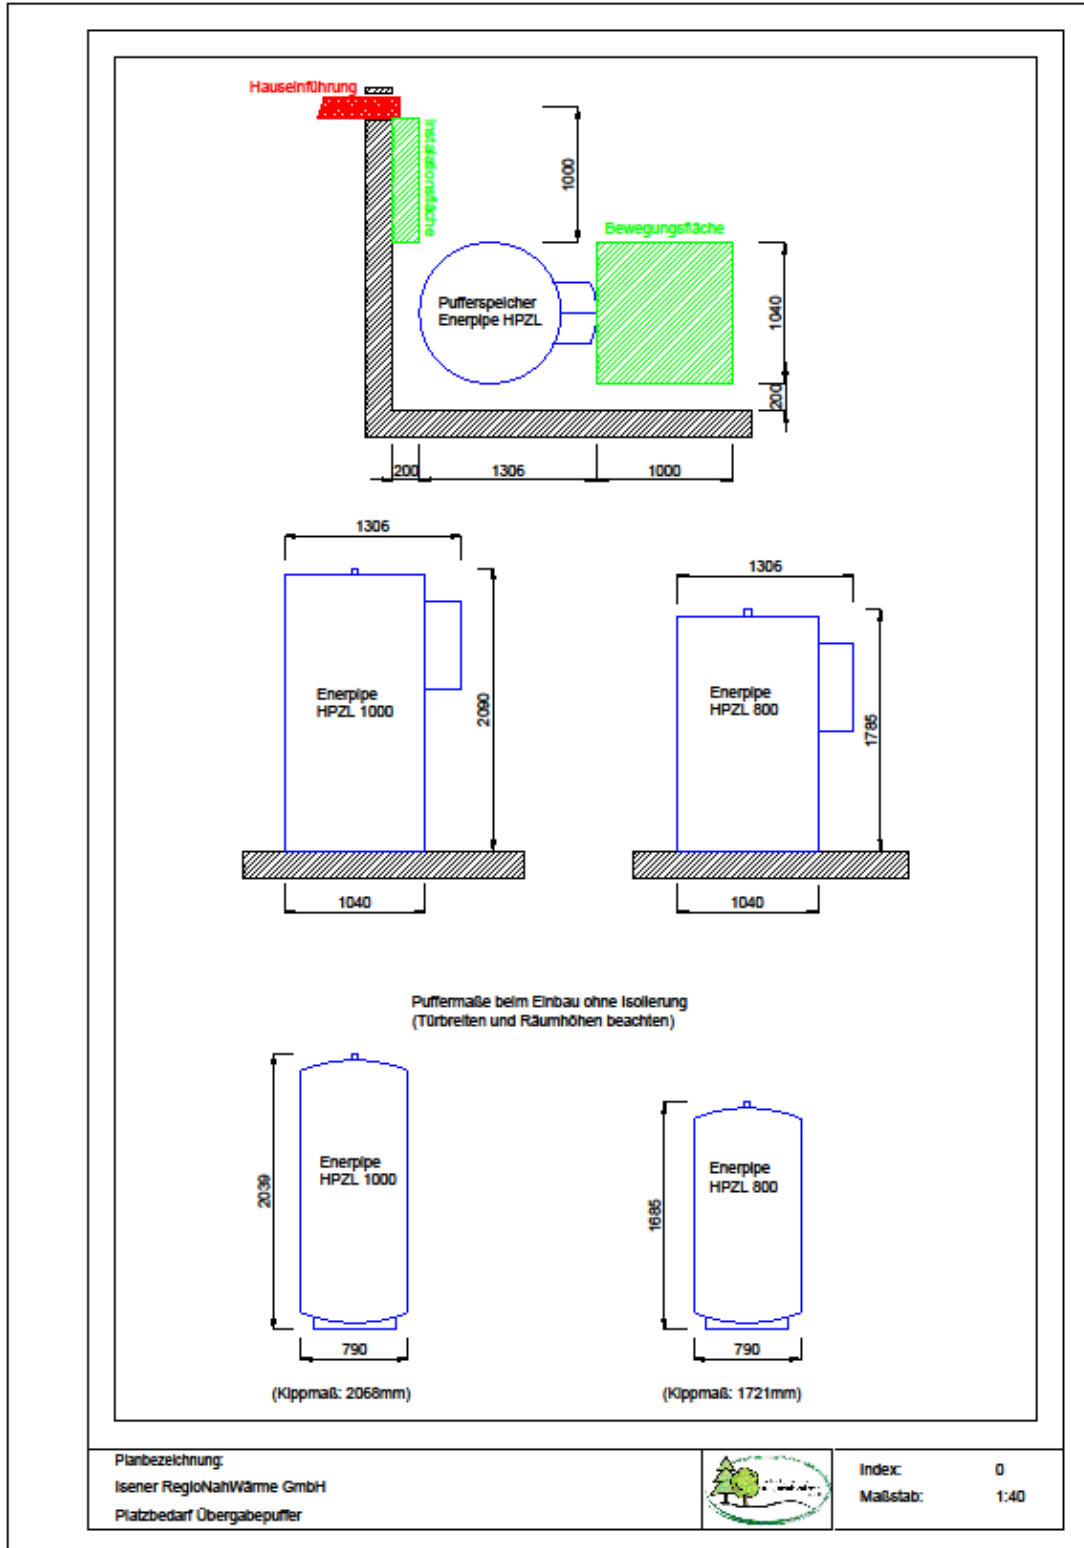 Hauseinführung
Installationsfläche
1000
Bewegungsfläche
Pufferspeicher
Enerpipe HPZL
1040
200
200
1306
1000
1306
1306
Enerpipe
HPZL 1000
2090
Enerpipe
HPZL 800
1785
1040
1040
Puffermaße beim Einbau ohne Isolierung
(Türbreiten und Räumhöhen beachten)
Enerpipe
HPZL 1000
2039
Enerpipe
HPZL 800
1685
790
790
(Kippmaß: 2068mm)
(Kippmaß: 1721mm)
Planbezeichnung:
Isener RegioNahWärme GmbH
Platzbedarf Übergabepuffer
Index: 0
Maßstab: 1:40